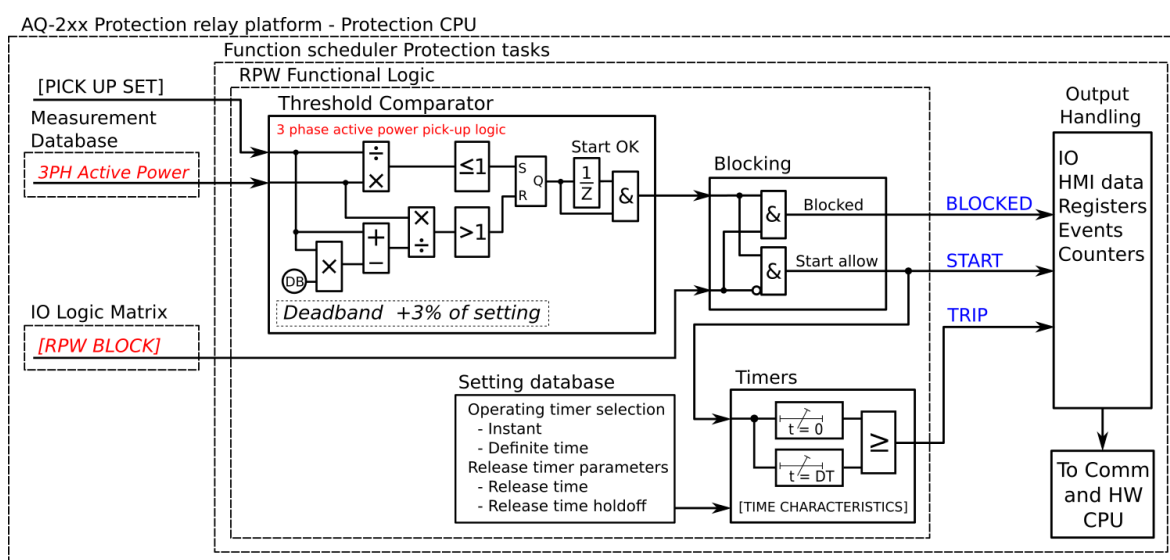 AQ-2xx Protection relay platform - Protection CPU
Function scheduler Protection tasks
RPW Functional Logic
[PICK UP SET]
Measurement
Database
3PH Active Power
Threshold Comparator
3 phase active power pick-up logic
÷
×
≤1
S
R
Q
Start OK
1
Z
&
×
÷
>1
+
−
×
DB
Deadband +3% of setting
Blocking
&
Blocked
&
Start allow
BLOCKED
START
TRIP
Output
Handling
IO
HMI data
Registers
Events
Counters
IO Logic Matrix
[RPW BLOCK]
Setting database
Operating timer selection
- Instant
- Definite time
Release timer parameters
- Release time
- Release time holdoff
Timers
t = 0
t = DT
≥
[TIME CHARACTERISTICS]
To Comm
and HW
CPU